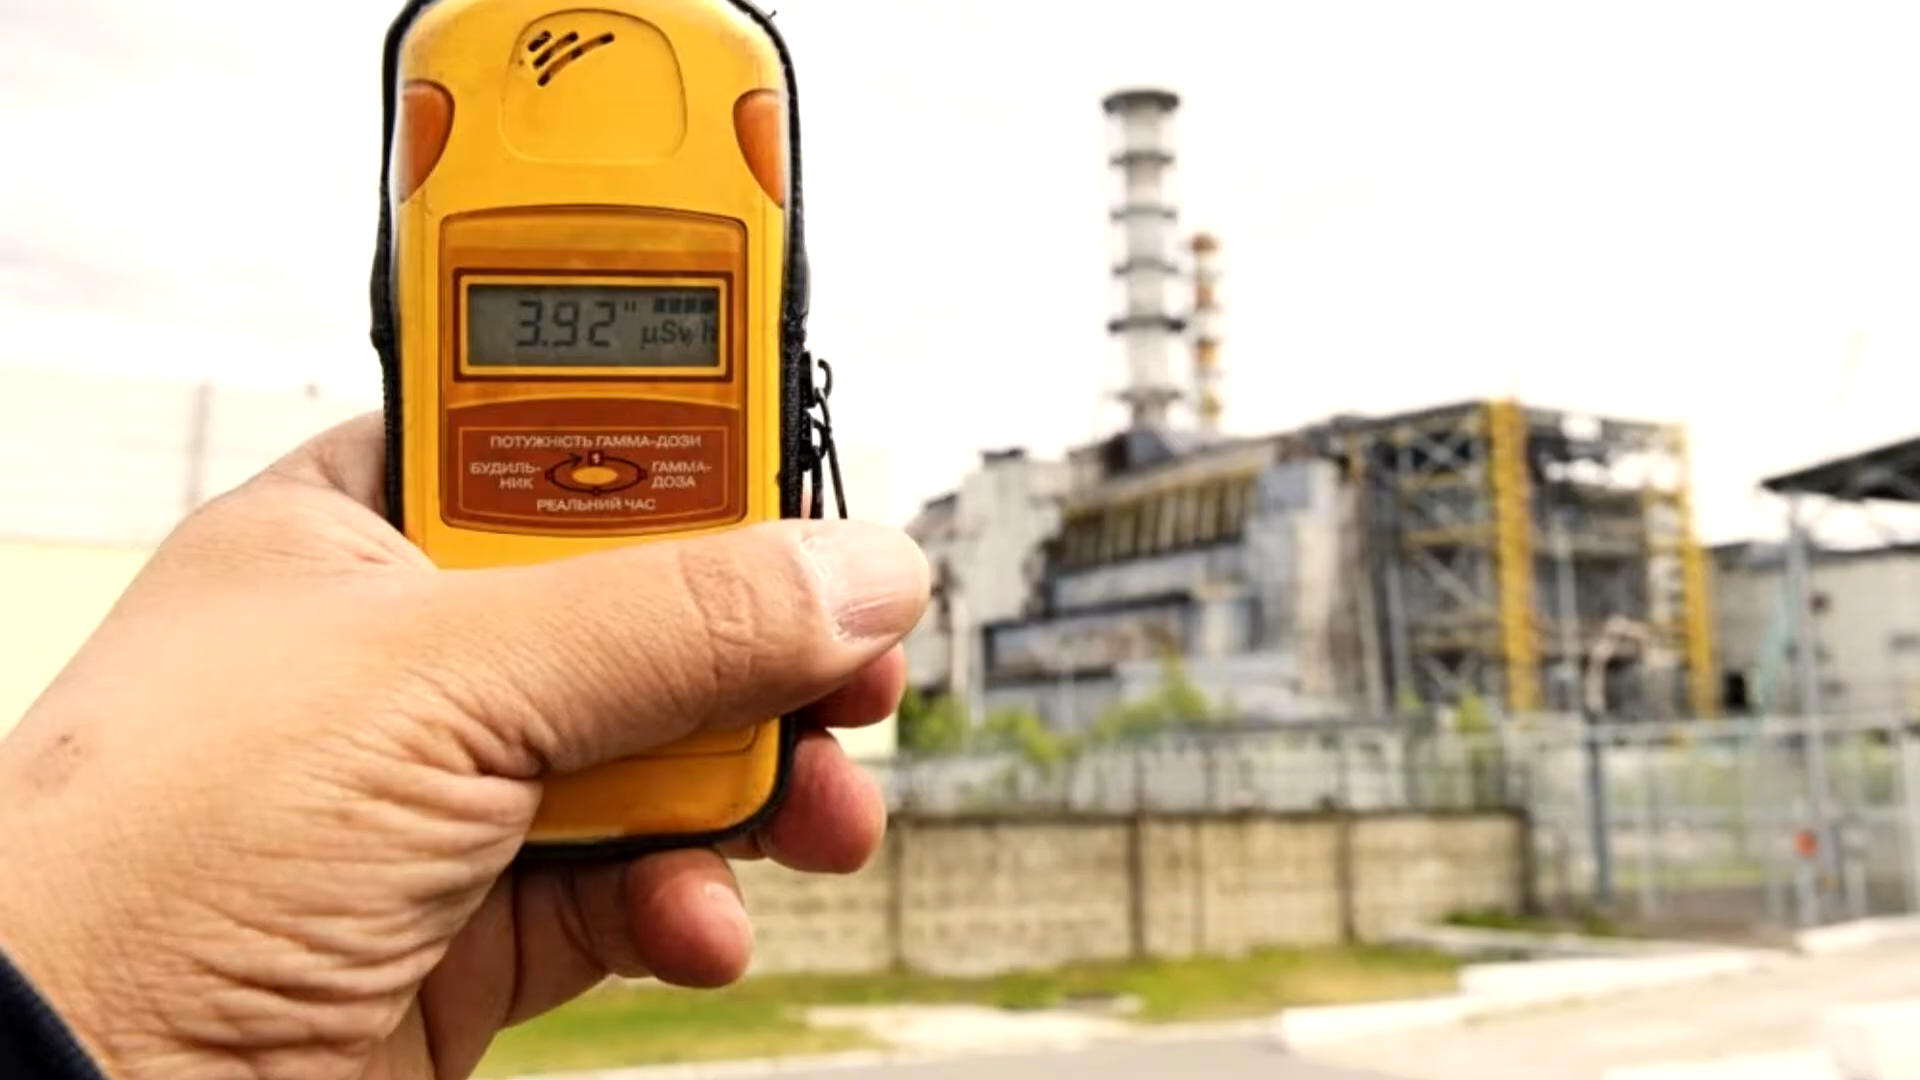 3.92" µSv/h
ПОТУЖНІСТЬ ГАММА-ДОЗИ
1
БУДИЛЬ-
НИК
ГАММА-
ДОЗА
РЕАЛЬНИЙ ЧАС